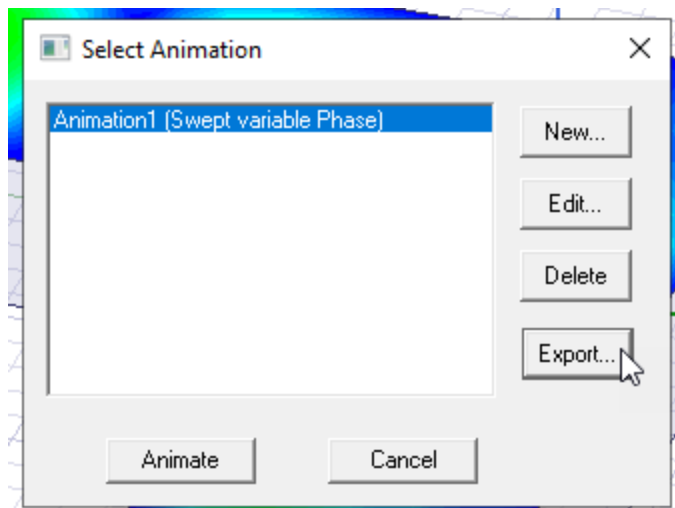 Select Animation
Animation1 (Swept variable Phase)
New...
Edit...
Delete
Export...
Animate
Cancel